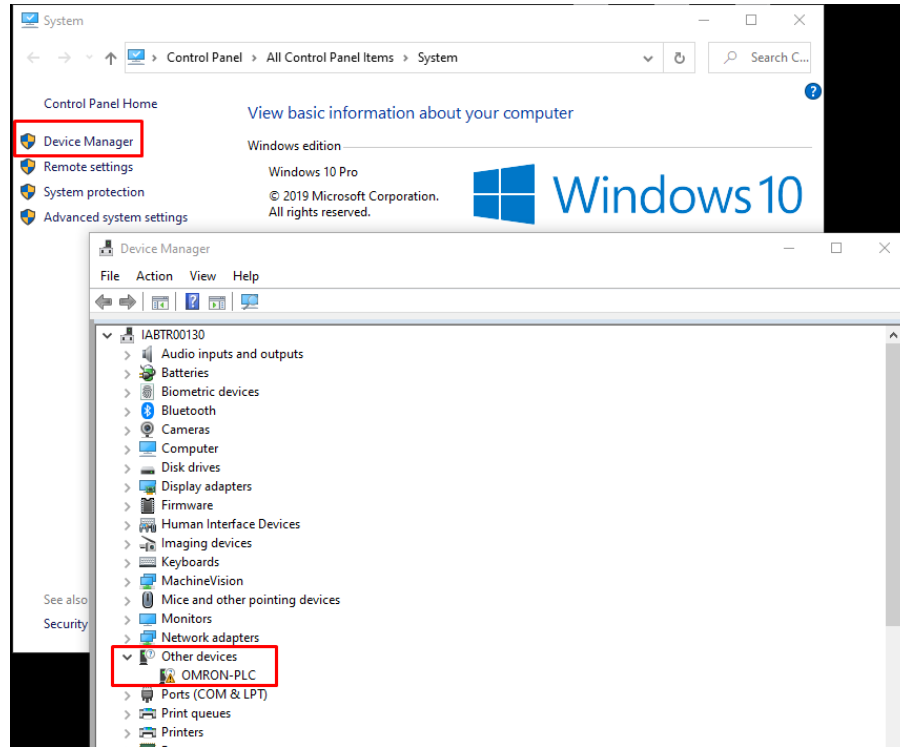 System
Control Panel > All Control Panel Items > System
Search C...
Control Panel Home
View basic information about your computer
Device Manager
Windows edition
Remote settings
Windows 10 Pro
System protection
© 2019 Microsoft Corporation.
All rights reserved.
Advanced system settings
Windows 10
Device Manager
File Action View Help
IABTR00130
Audio inputs and outputs
Batteries
Biometric devices
Bluetooth
Cameras
Computer
Disk drives
Display adapters
Firmware
Human Interface Devices
Imaging devices
Keyboards
MachineVision
Mice and other pointing devices
Monitors
Network adapters
Other devices
OMRON-PLC
Ports (COM & LPT)
Print queues
Printers
See also
Security